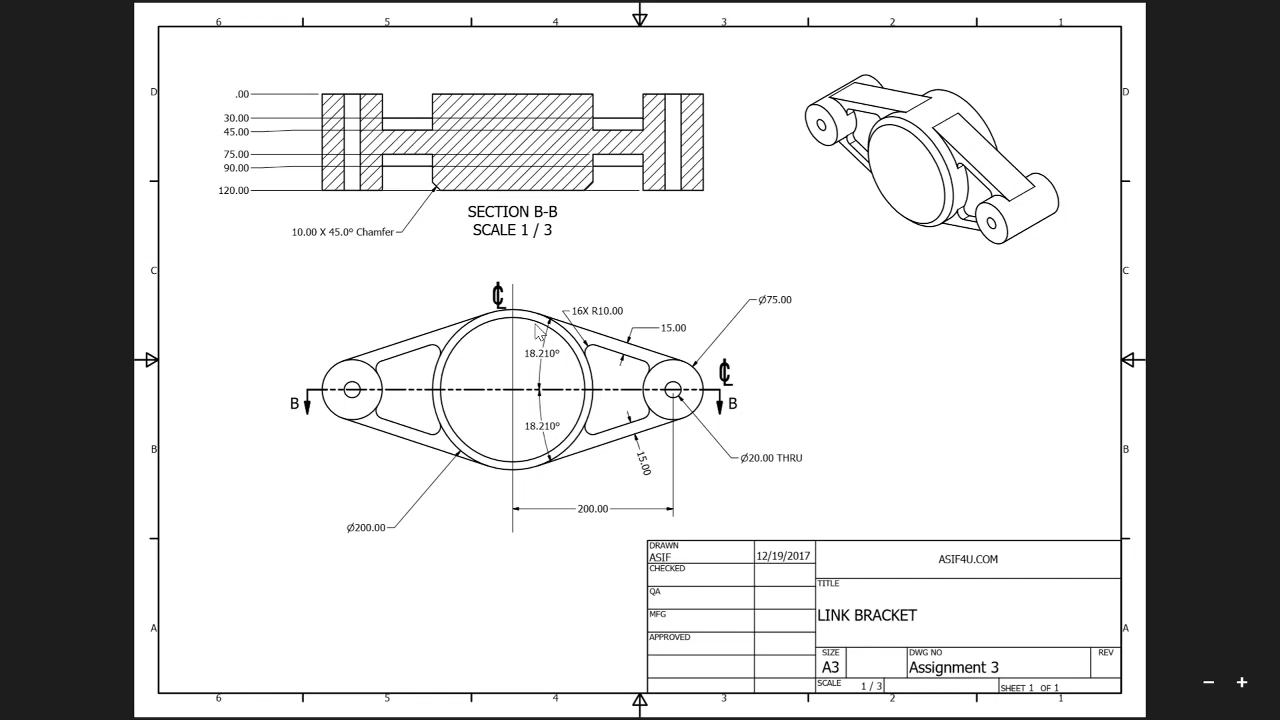 6 5 4 3 2 1
D D
.00
30.00
45.00
75.00
90.00
120.00
SECTION B-B
SCALE 1 / 3
10.00 X 45.0° Chamfer
C C
℄
16X R10.00
Ø75.00
15.00
18.210°
℄
B B
18.210°
B B
Ø20.00 THRU
15.00
200.00
Ø200.00
DRAWN
ASIF
12/19/2017
ASIF4U.COM
CHECKED
QA
MFG
APPROVED
TITLE
LINK BRACKET
A A
SIZE
A3
DWG NO
Assignment 3
REV
SCALE 1 / 3
SHEET 1 OF 1
6 5 4 3 2 1